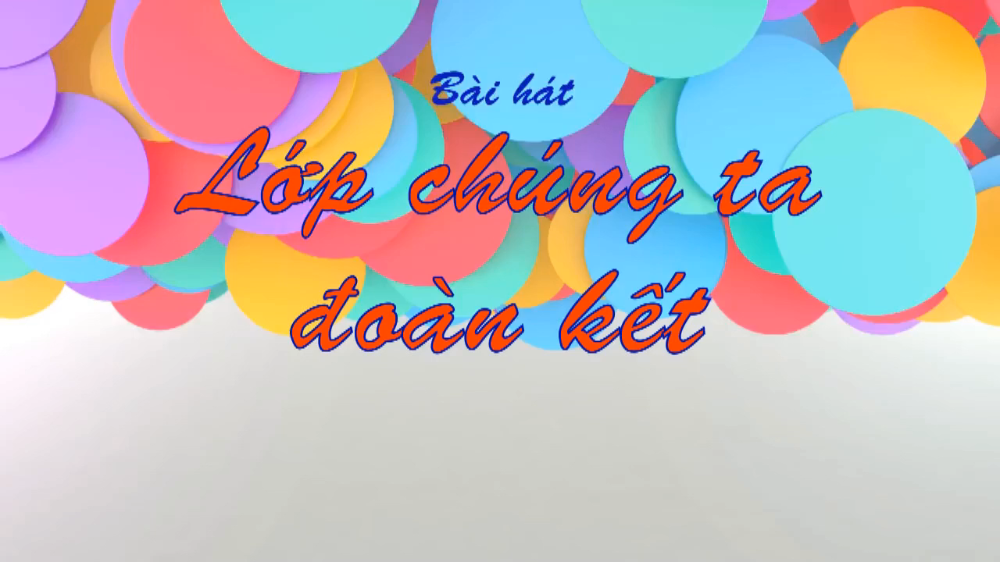 Bài hát
Lớp chúng ta
đoàn kết